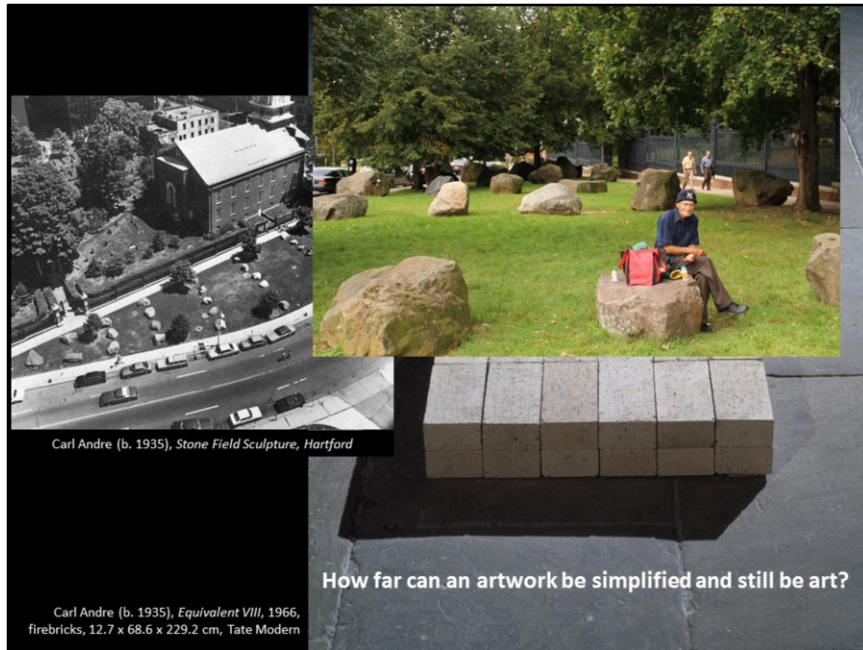 Carl Andre (b. 1935), Stone Field Sculpture, Hartford
How far can an artwork be simplified and still be art?
Carl Andre (b. 1935), Equivalent VIII, 1966,
firebricks, 12.7 x 68.6 x 229.2 cm, Tate Modern